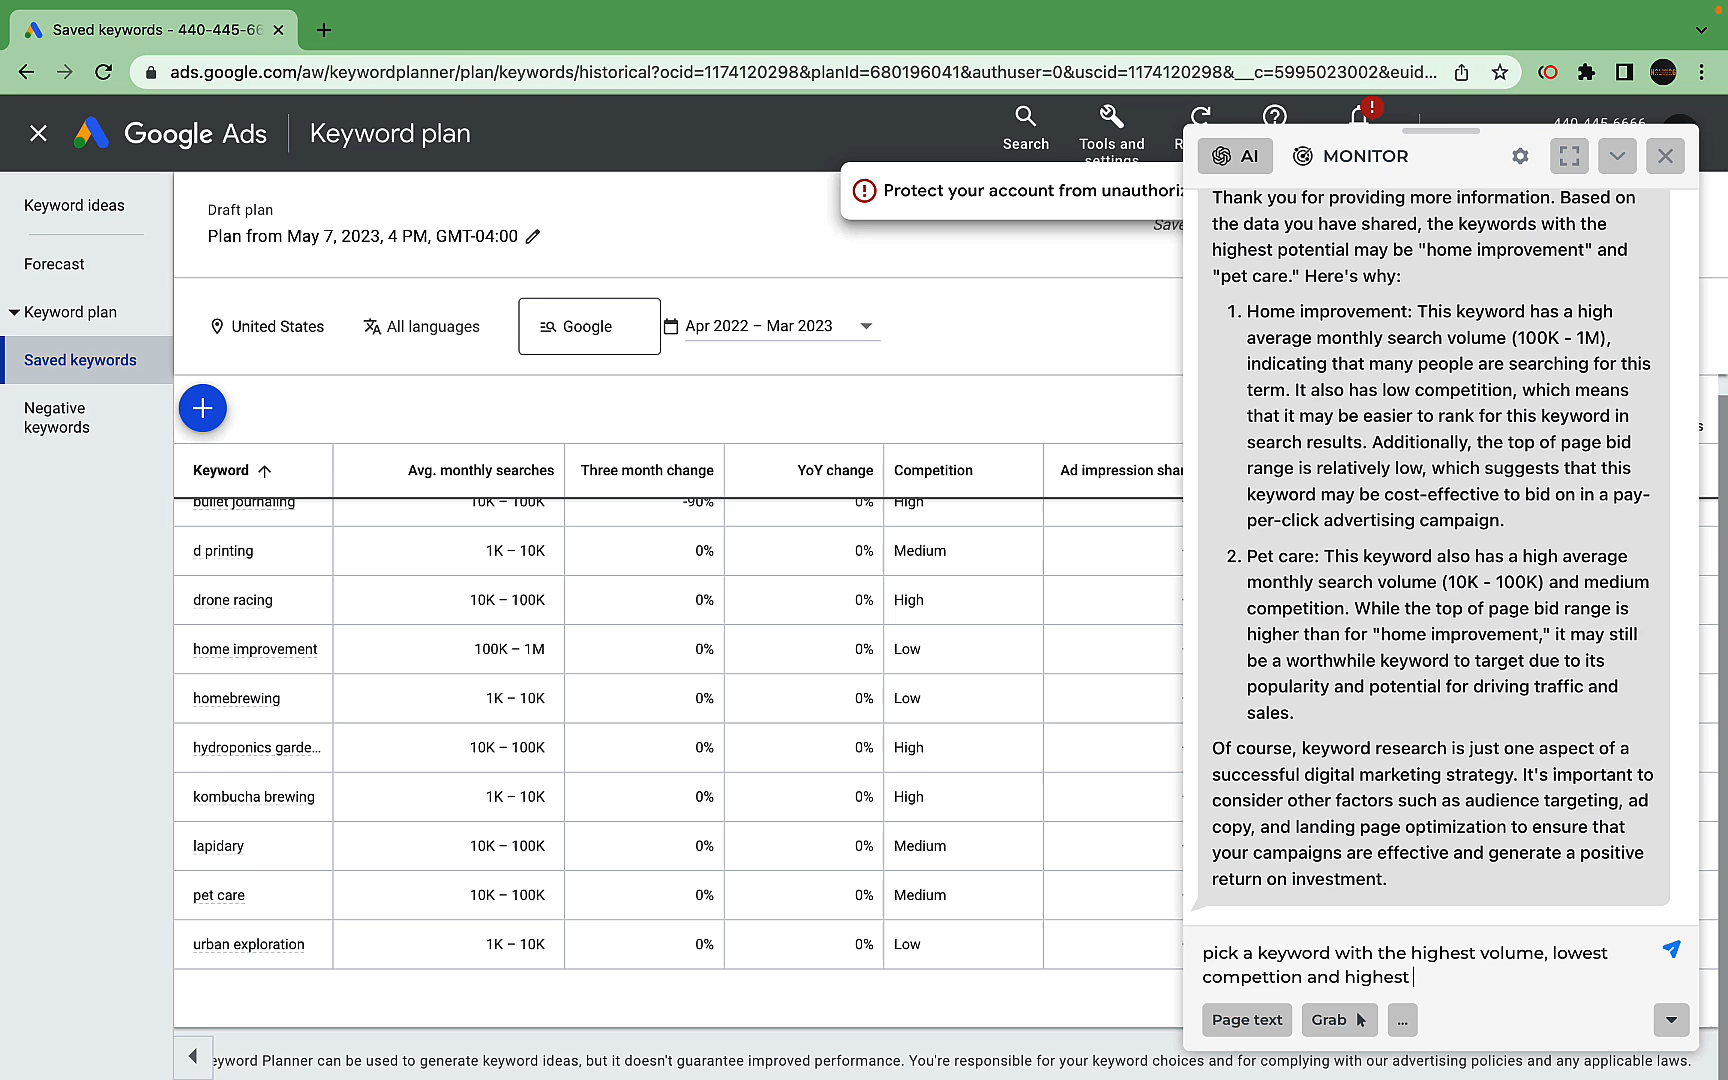 Saved keywords - 440-445-66
ads.google.com/aw/keywordplanner/plan/keywords/historical?ocid=1174120298&planId=680196041&authuser=0&uscid=1174120298&__c=5995023002&euid...
Google Ads
Keyword plan
Search
Tools and
settings
440-445-6666
Keyword ideas
Forecast
Keyword plan
Saved keywords
Negative
keywords
Protect your account from unauthoriz
Draft plan
Plan from May 7, 2023, 4 PM, GMT-04:00
Save
United States
All languages
Google
Apr 2022 – Mar 2023
Keyword Avg. monthly searches Three month change YoY change Competition Ad impression shar
bullet journaling 10K – 100K -90% 0% High
d printing 1K – 10K 0% 0% Medium
drone racing 10K – 100K 0% 0% High
home improvement 100K – 1M 0% 0% Low
homebrewing 1K – 10K 0% 0% Low
hydroponics garde... 10K – 100K 0% 0% High
kombucha brewing 1K – 10K 0% 0% High
lapidary 10K – 100K 0% 0% Medium
pet care 10K – 100K 0% 0% Medium
urban exploration 1K – 10K 0% 0% Low
eyword Planner can be used to generate keyword ideas, but it doesn't guarantee improved performance. You're responsible for your keyword choices and for complying with our advertising policies and any applicable laws.
AI
MONITOR
Thank you for providing more information. Based on
the data you have shared, the keywords with the
highest potential may be "home improvement" and
"pet care." Here's why:
1. Home improvement: This keyword has a high
average monthly search volume (100K - 1M),
indicating that many people are searching for this
term. It also has low competition, which means
that it may be easier to rank for this keyword in
search results. Additionally, the top of page bid
range is relatively low, which suggests that this
keyword may be cost-effective to bid on in a pay-
per-click advertising campaign.
2. Pet care: This keyword also has a high average
monthly search volume (10K - 100K) and medium
competition. While the top of page bid range is
higher than for "home improvement," it may still
be a worthwhile keyword to target due to its
popularity and potential for driving traffic and
sales.
Of course, keyword research is just one aspect of a
successful digital marketing strategy. It's important to
consider other factors such as audience targeting, ad
copy, and landing page optimization to ensure that
your campaigns are effective and generate a positive
return on investment.
pick a keyword with the highest volume, lowest
compettion and highest
Page text
Grab
...